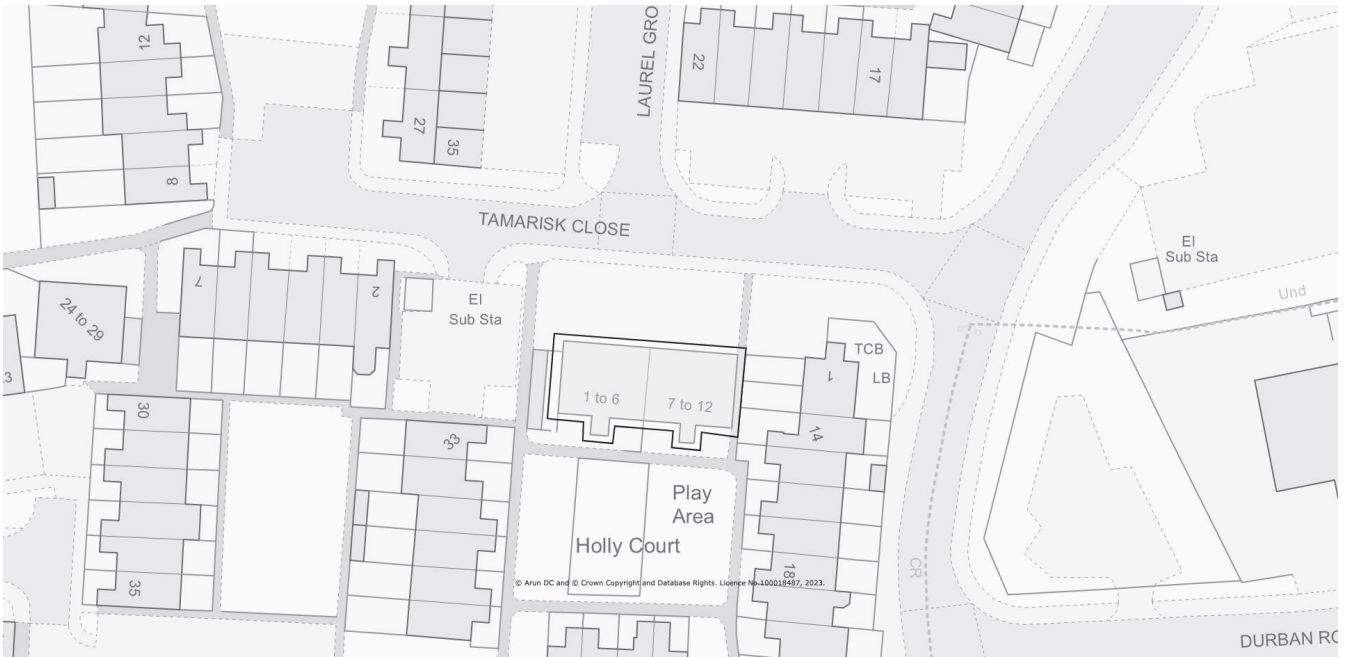 12
LAUREL GRO
22
17
27
35
8
TAMARISK CLOSE
El
Sub Sta
Und
7
2
24 to 29
El
Sub Sta
TCB
1
LB
3
1 to 6
7 to 12
30
33
14
Play
Area
Holly Court
35
18
© Arun DC and © Crown Copyright and Database Rights. Licence No.100018487, 2023.
CR
DURBAN RO